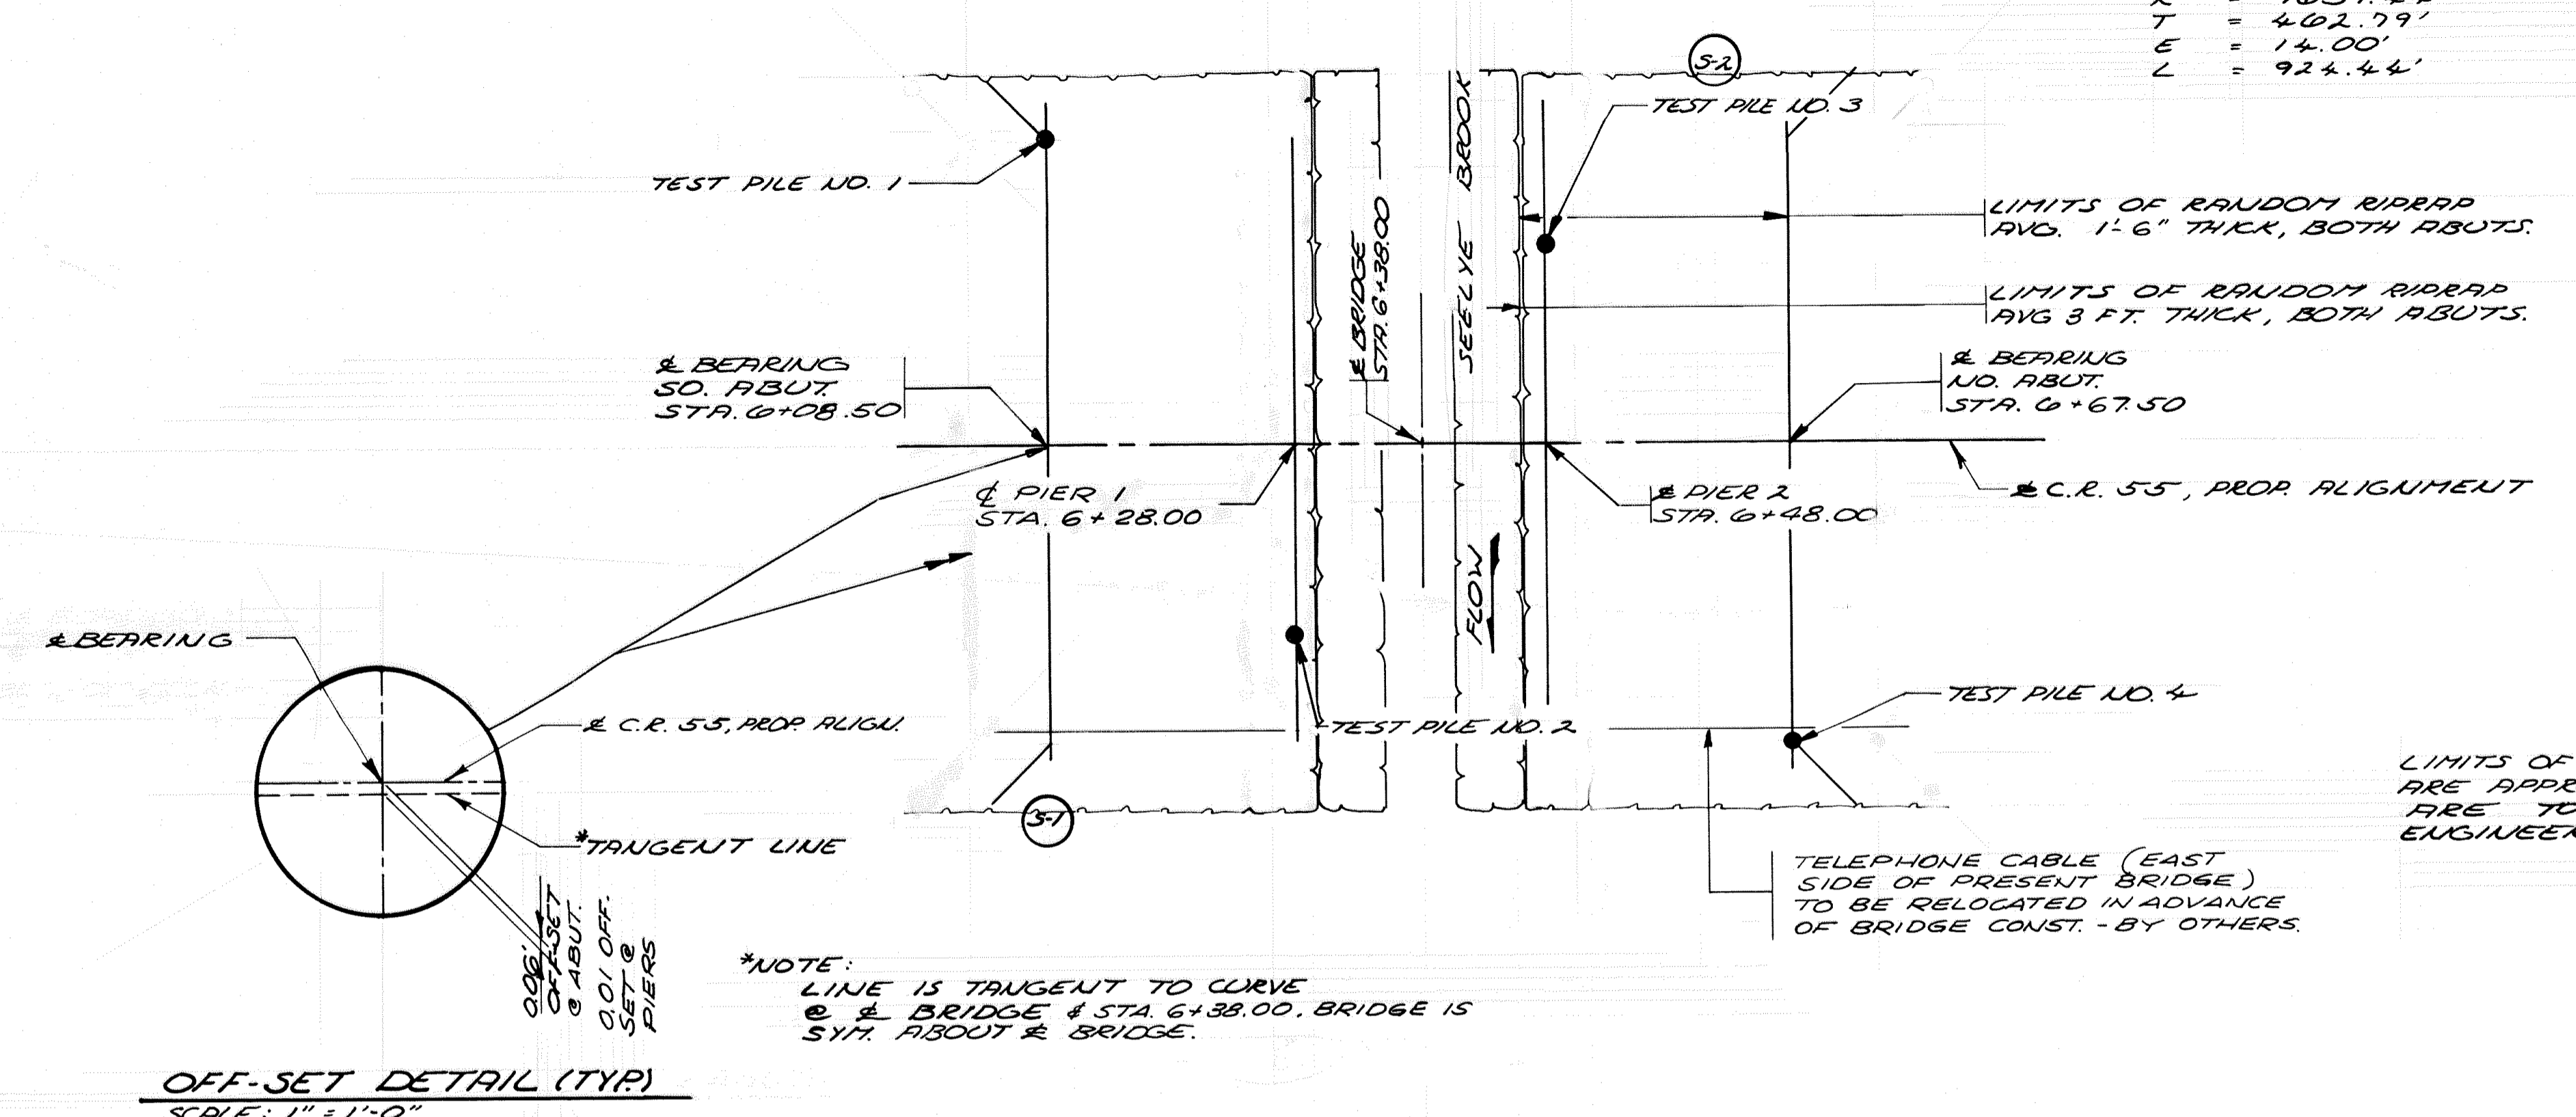 T = 462.79'
E = 14.00'
L = 924.44'
S-2
TEST PILE NO. 3
TEST PILE NO. 1
LIMITS OF RANDOM RIPRAP
AVG. 1'-6" THICK, BOTH ABUTS.
LIMITS OF RANDOM RIPRAP
AVG 3 FT. THICK, BOTH ABUTS.
SEELYE BROOK
℄ BRIDGE
STA. 6+38.00
℄ BEARING
SO. ABUT.
STA. 6+08.50
℄ BEARING
NO. ABUT.
STA. 6+67.50
℄ PIER 1
STA. 6+28.00
℄ PIER 2
STA. 6+48.00
℄ C.R. 55, PROP. ALIGNMENT
FLOW
℄ BEARING
℄ C.R. 55, PROP. ALIGN.
TEST PILE NO. 2
TEST PILE NO. 4
S-1
*TANGENT LINE
LIMITS OF
ARE APPR
ARE TO
ENGINEER
TELEPHONE CABLE (EAST
SIDE OF PRESENT BRIDGE)
TO BE RELOCATED IN ADVANCE
OF BRIDGE CONST. - BY OTHERS.
0.06'
OFF-SET
@ ABUT.
0.01 OFF.
SET @
PIERS
*NOTE:
LINE IS TANGENT TO CURVE
@ ℄ BRIDGE & STA. 6+38.00. BRIDGE IS
SYM. ABOUT ℄ BRIDGE.
OFF-SET DETAIL (TYP.)
SCALE: 1" = 1'-0"